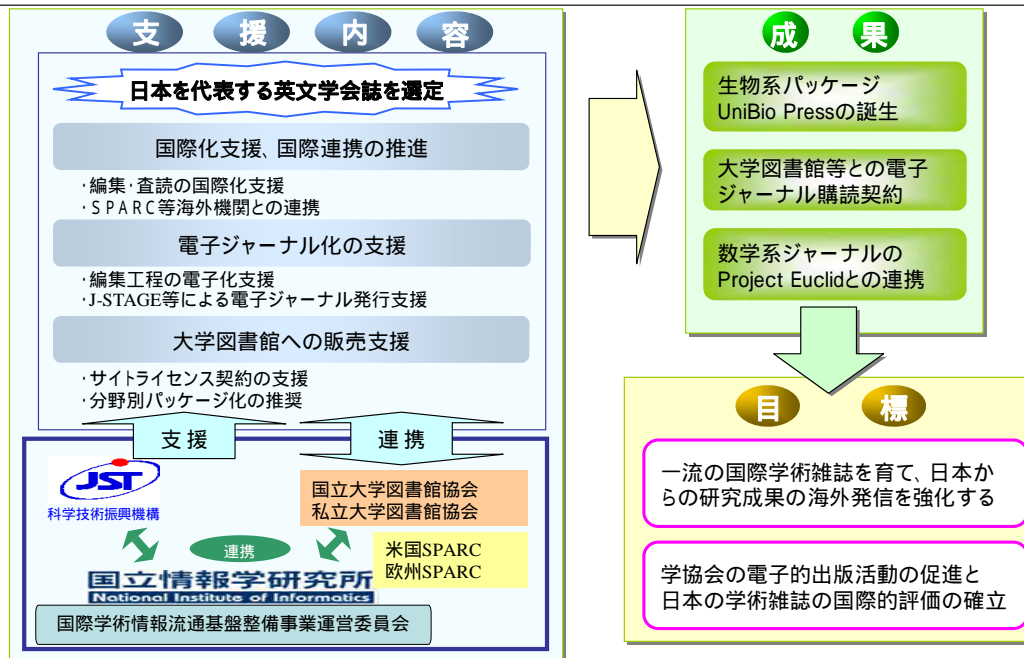 支 援 内 容
日本を代表する英文学会誌を選定
国際化支援、国際連携の推進
・編集・査読の国際化支援
・SPARC等海外機関との連携
電子ジャーナル化の支援
・編集工程の電子化支援
・J-STAGE等による電子ジャーナル発行支援
大学図書館への販売支援
・サイトライセンス契約の支援
・分野別パッケージ化の推奨
支 援
連 携
JST
科学技術振興機構
国立大学図書館協会
私立大学図書館協会
連携
米国SPARC
欧州SPARC
国立情報学研究所
National Institute of Informatics
国際学術情報流通基盤整備事業運営委員会
成 果
生物系パッケージ
UniBio Pressの誕生
大学図書館等との電子
ジャーナル購読契約
数学系ジャーナルの
Project Euclidとの連携
目 標
一流の国際学術雑誌を育て、日本か
らの研究成果の海外発信を強化する
学協会の電子的出版活動の促進と
日本の学術雑誌の国際的評価の確立